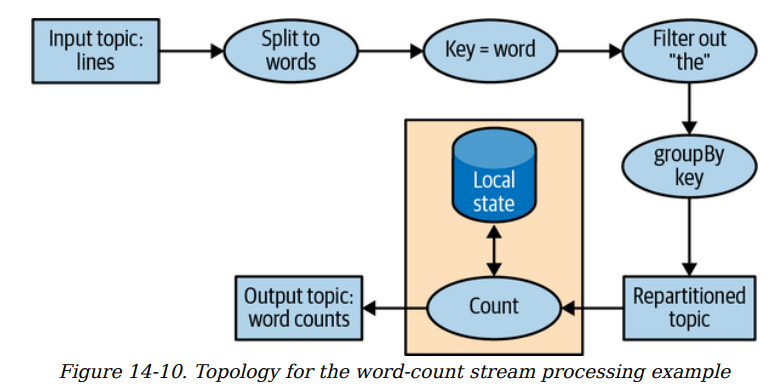 Input topic:
lines
Split to
words
Key = word
Filter out
"the"
groupBy
key
Local
state
Output topic:
word counts
Count
Repartitioned
topic
Figure 14-10. Topology for the word-count stream processing example